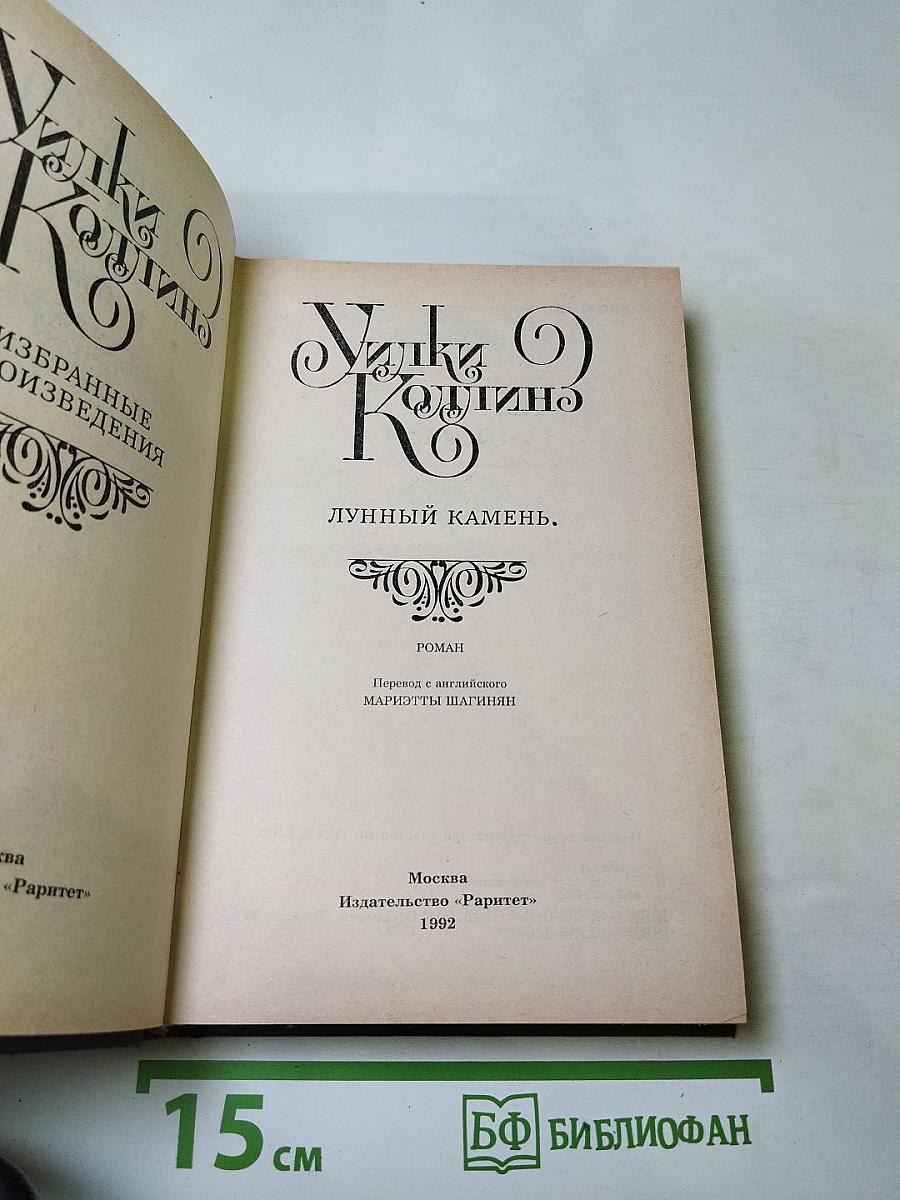 Уилки
Коллинз
ИЗБРАННЫЕ
«Раритет»
Уилки
Коллинз
ЛУННЫЙ КАМЕНЬ.
РОМАН
Перевод с английского
МАРИЭТТЫ ШАГИНЯН
Москва
Издательство «Раритет»
1992
15 см
БФ БИБЛИОФАН